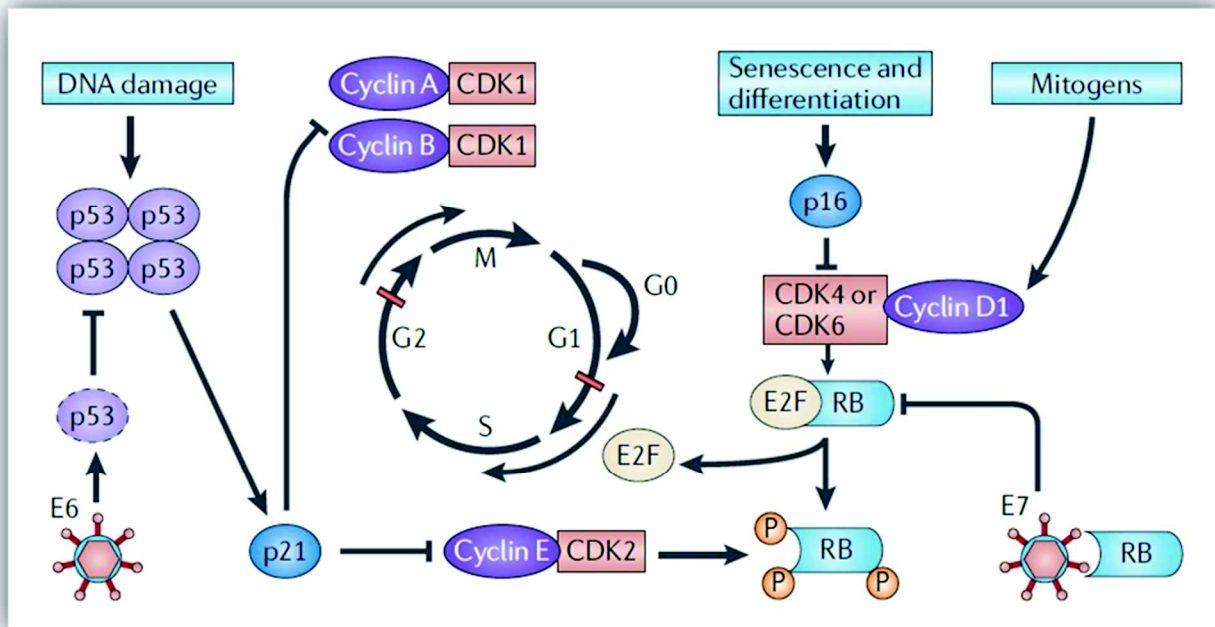 DNA damage
Cyclin A
CDK1
Cyclin B
CDK1
Senescence and
differentiation
Mitogens
p53
p53
p53
p53
p16
M
G0
G2
G1
S
CDK4 or
CDK6
Cyclin D1
p53
E2F
RB
E2F
E6
E7
p21
Cyclin E
CDK2
P
RB
P
P
RB